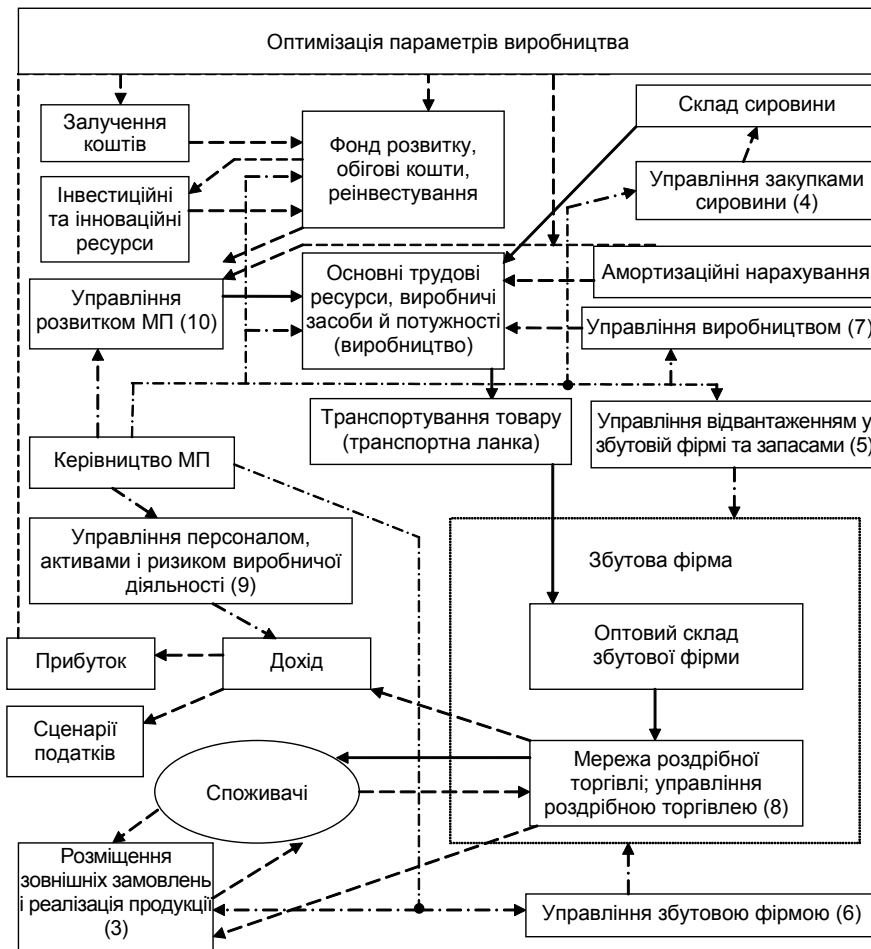 Оптимізація параметрів виробництва
Залучення
коштів
Фонд розвитку,
обігові кошти,
реінвестування
Склад сировини
Інвестиційні
та інноваційні
ресурси
Управління закупками
сировини (4)
Управління
розвитком МП (10)
Основні трудові
ресурси, виробничі
засоби й потужності
(виробництво)
Амортизаційні нарахування
Управління виробництвом (7)
Транспортування товару
(транспортна ланка)
Управління відвантаженням у
збутовій фірмі та запасами (5)
Керівництво МП
Управління персоналом,
активами і ризиком виробничої
діяльності (9)
Збутова фірма
Оптовий склад
збутової фірми
Прибуток
Дохід
Сценарії
податків
Мережа роздрібної
торгівлі; управління
роздрібною торгівлею (8)
Споживачі
Розміщення
зовнішніх замовлень
і реалізація продукції
(3)
Управління збутовою фірмою (6)